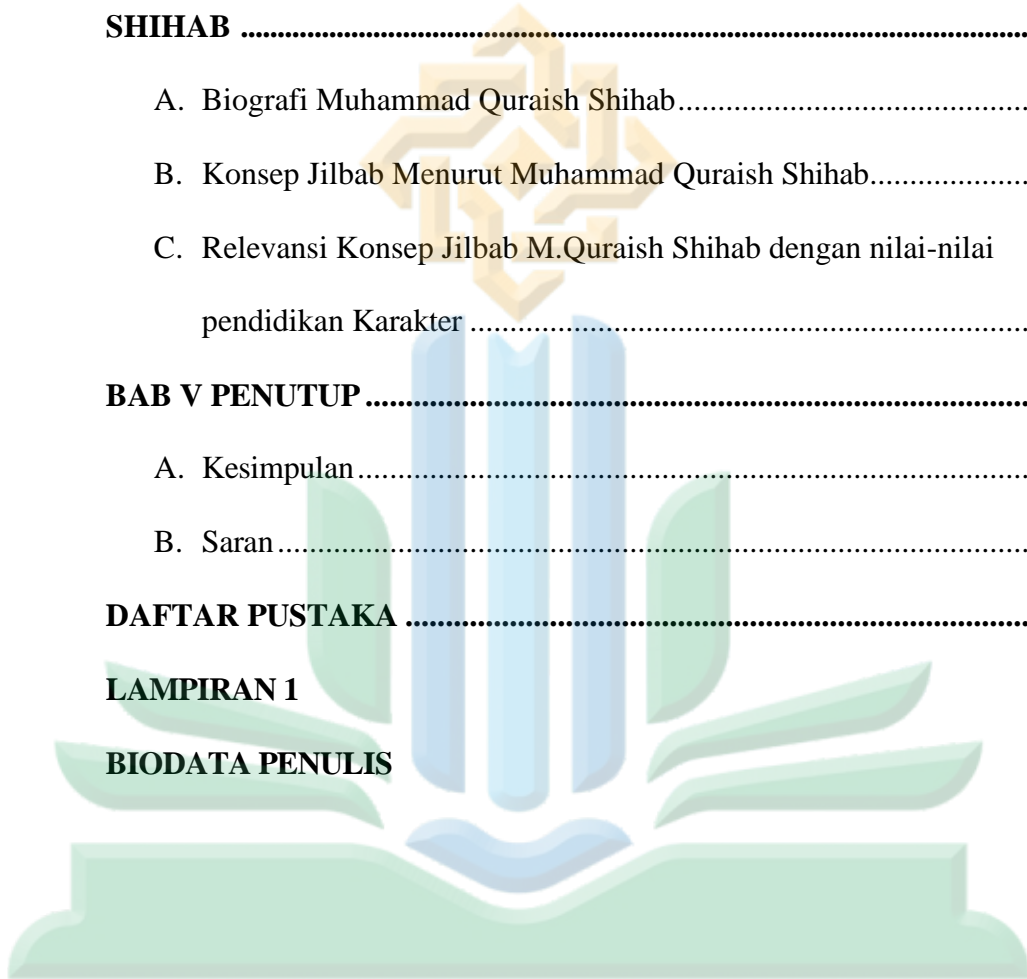 SHIHAB ........................................................................................................
A. Biografi Muhammad Quraish Shihab................................................
B. Konsep Jilbab Menurut Muhammad Quraish Shihab......................
C. Relevansi Konsep Jilbab M.Quraish Shihab dengan nilai-nilai
pendidikan Karakter ...........................................................................
BAB V PENUTUP .........................................................................................
A. Kesimpulan..........................................................................................
B. Saran.....................................................................................................
DAFTAR PUSTAKA ...................................................................................
LAMPIRAN 1
BIODATA PENULIS